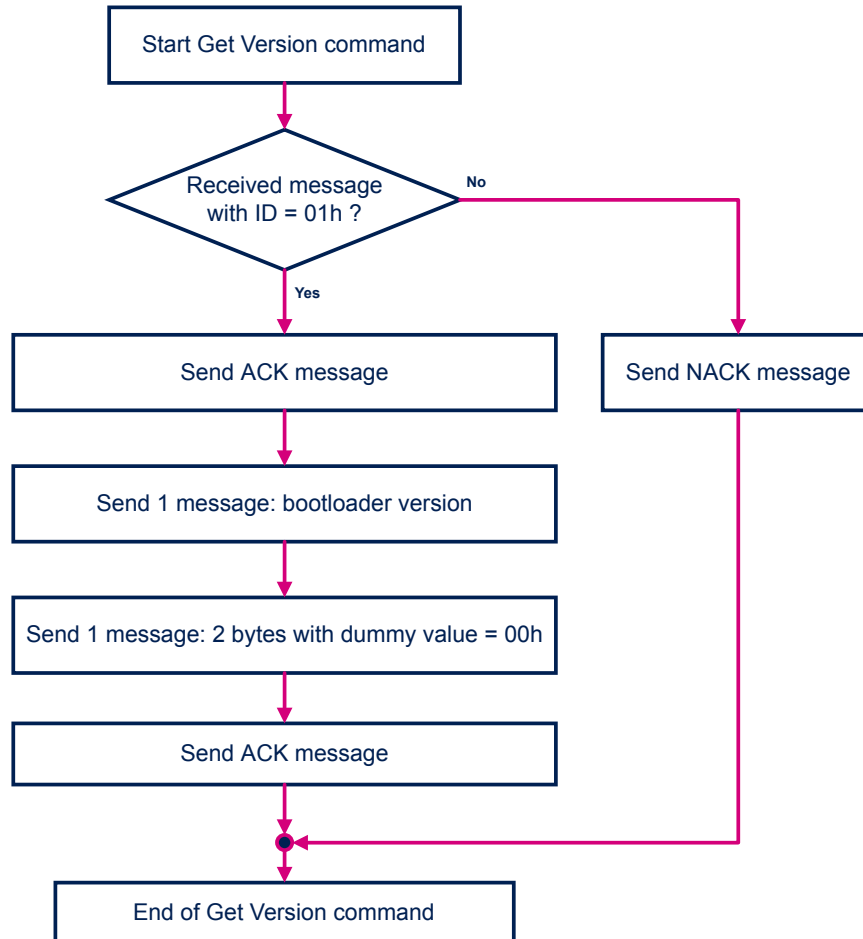 Start Get Version command
No
Received message
with ID = 01h ?
Yes
Send ACK message
Send NACK message
Send 1 message: bootloader version
Send 1 message: 2 bytes with dummy value = 00h
Send ACK message
End of Get Version command